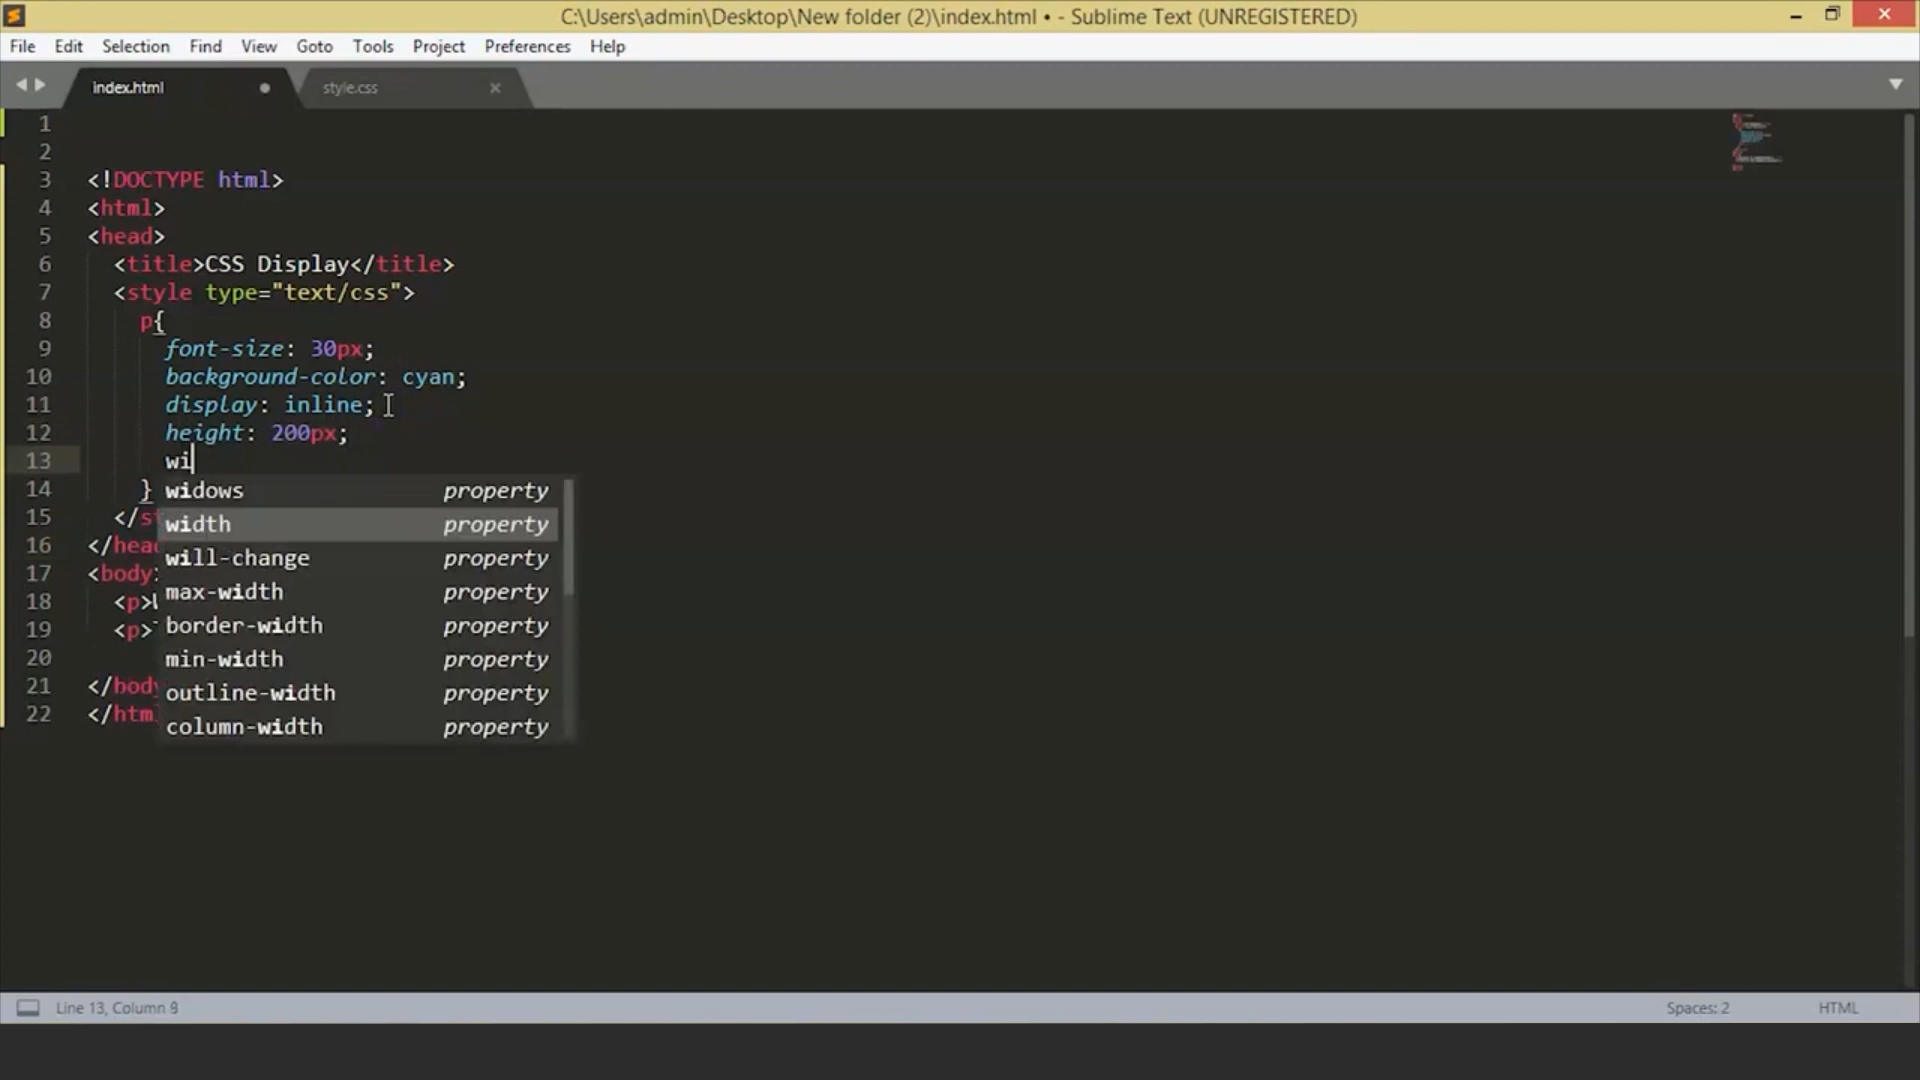 C:\Users\admin\Desktop\New folder (2)\index.html • - Sublime Text (UNREGISTERED)
File Edit Selection Find View Goto Tools Project Preferences Help
index.html style.css
1
2
3 <!DOCTYPE html>
4 <html>
5 <head>
6 <title>CSS Display</title>
7 <style type="text/css">
8 p{
9 font-size: 30px;
10 background-color: cyan;
11 display: inline;
12 height: 200px;
13 wi
14 } widows property
15 </s width property
16 </head will-change property
17 <body max-width property
18 <p> border-width property
19 <p> min-width property
20 outline-width property
21 </body column-width property
22 </htm
Line 13, Column 9 Spaces: 2 HTML